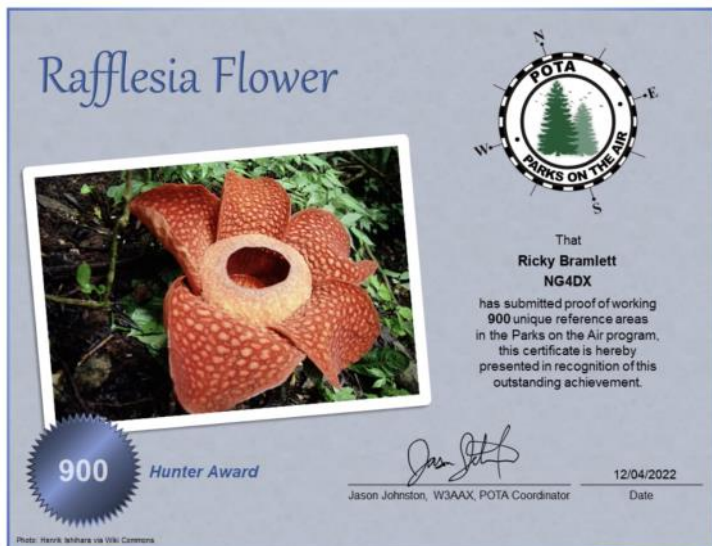 Rafflesia Flower
N
POTA
E
W
PARKS ON THE AIR
S
That
Ricky Bramlett
NG4DX
has submitted proof of working
900 unique reference areas
in the Parks on the Air program,
this certificate is hereby
presented in recognition of this
outstanding achievement.
900
Hunter Award
Jason Johnston, W3AAX, POTA Coordinator
12/04/2022
Date
Photo: Henrik Ishihara via Wiki Commons